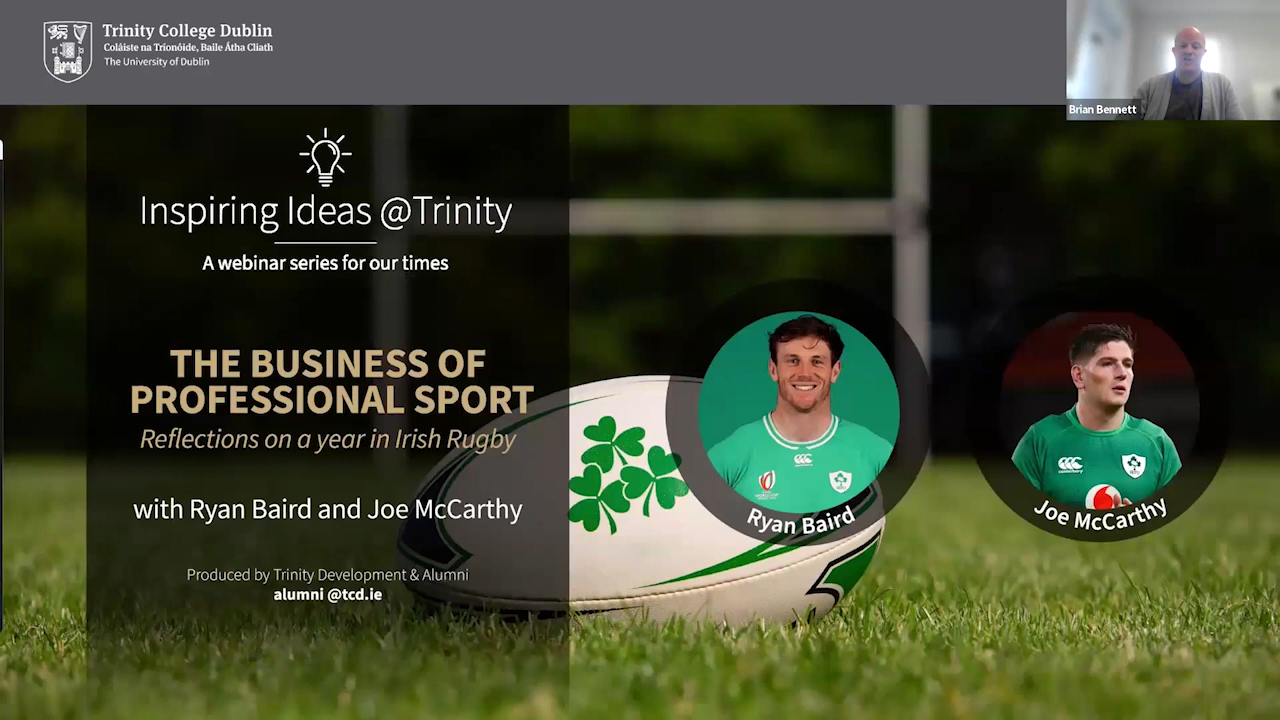 Trinity College Dublin
Coláiste na Tríonóide, Baile Átha Cliath
The University of Dublin
Brian Bennett
Inspiring Ideas @Trinity
A webinar series for our times
THE BUSINESS OF
PROFESSIONAL SPORT
Reflections on a year in Irish Rugby
with Ryan Baird and Joe McCarthy
Produced by Trinity Development & Alumni
alumni @tcd.ie
Ryan Baird
Joe McCarthy